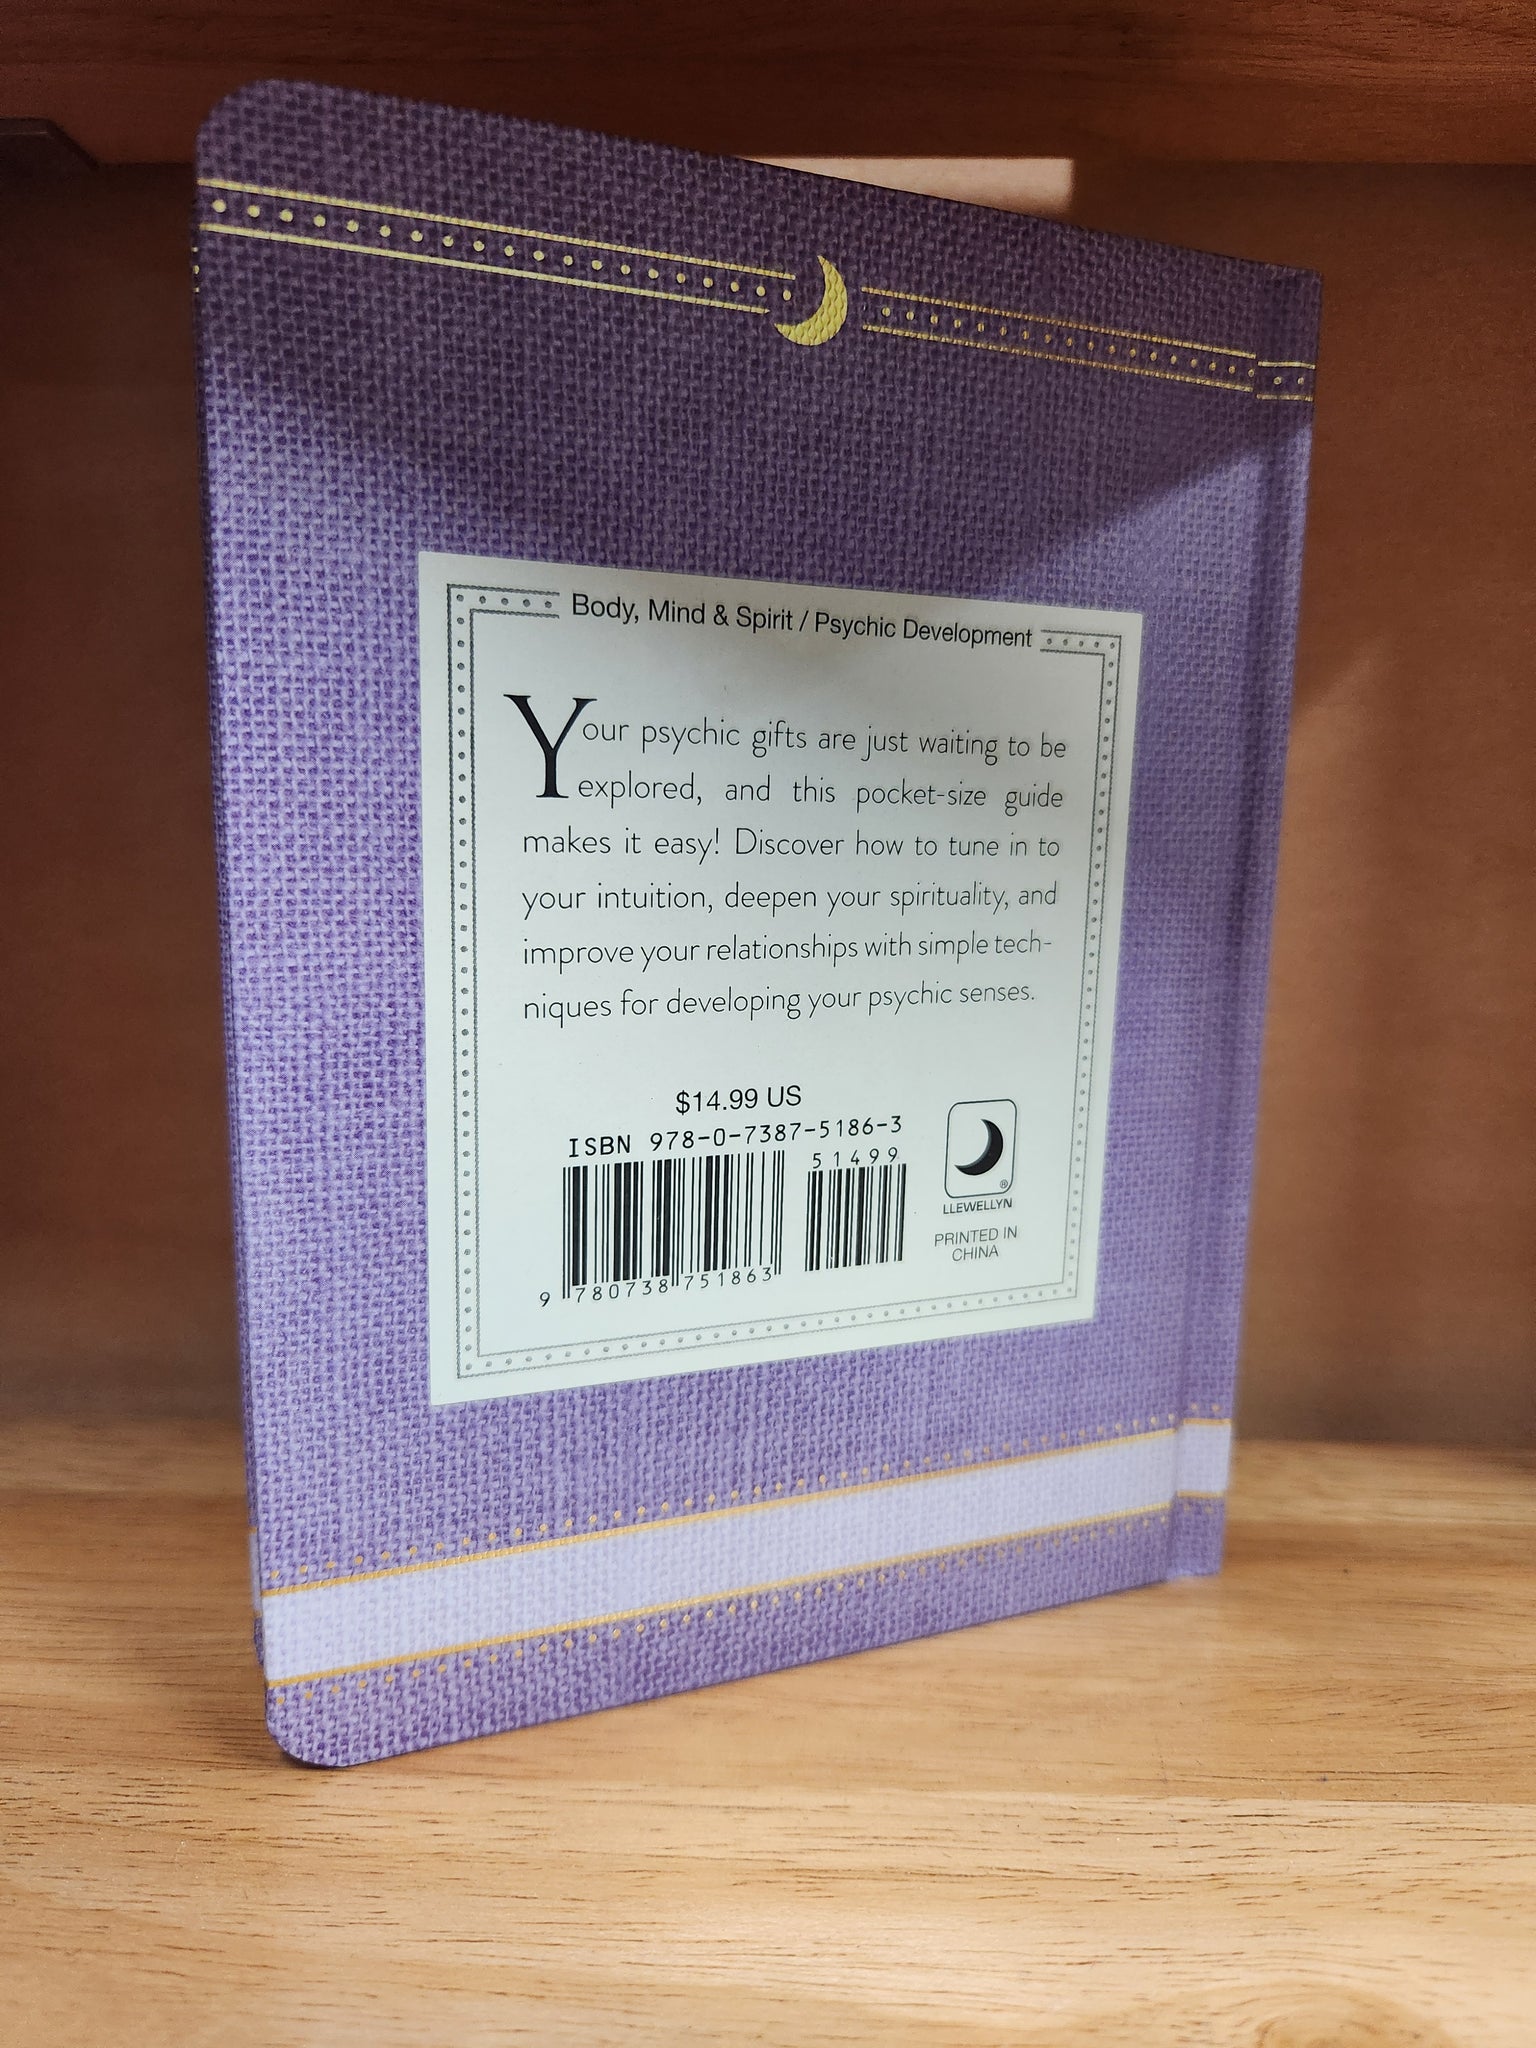 Body, Mind & Spirit / Psychic Development
Your psychic gifts are just waiting to be
explored, and this pocket-size guide
makes it easy! Discover how to tune in to
your intuition, deepen your spirituality, and
improve your relationships with simple tech-
niques for developing your psychic senses.
$14.99 US
ISBN 978-0-7387-5186-3
51499
9 780738 751863
®
LLEWELLYN
PRINTED IN
CHINA